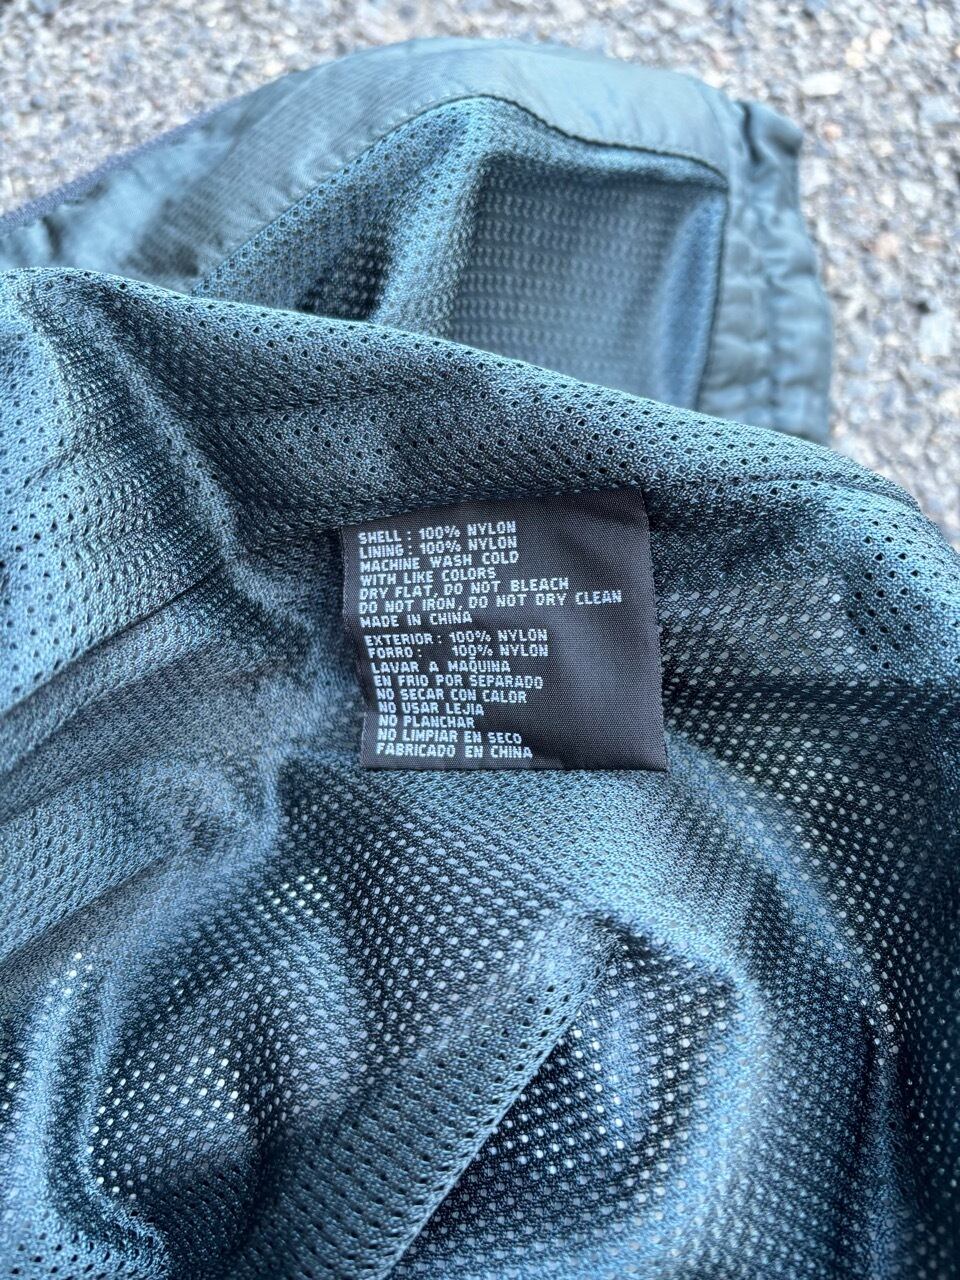 SHELL : 100% NYLON
LINING : 100% NYLON
MACHINE WASH COLD
WITH LIKE COLORS
DRY FLAT, DO NOT BLEACH
DO NOT IRON, DO NOT DRY CLEAN
MADE IN CHINA
EXTERIOR : 100% NYLON
FORRO : 100% NYLON
LAVAR A MAQUINA
EN FRIO POR SEPARADO
NO SECAR CON CALOR
NO USAR LEJIA
NO PLANCHAR
NO LIMPIAR EN SECO
FABRICADO EN CHINA